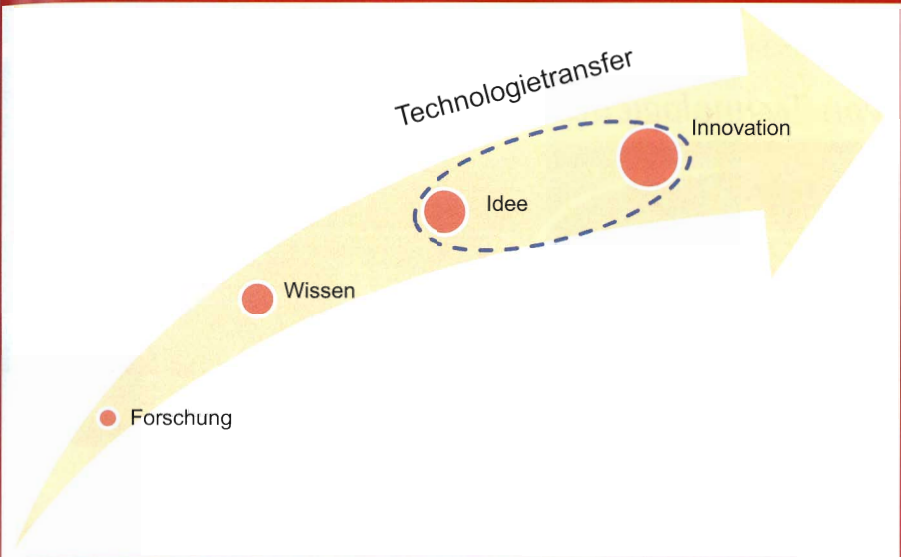 Technologietransfer
Innovation
Idee
Wissen
Forschung